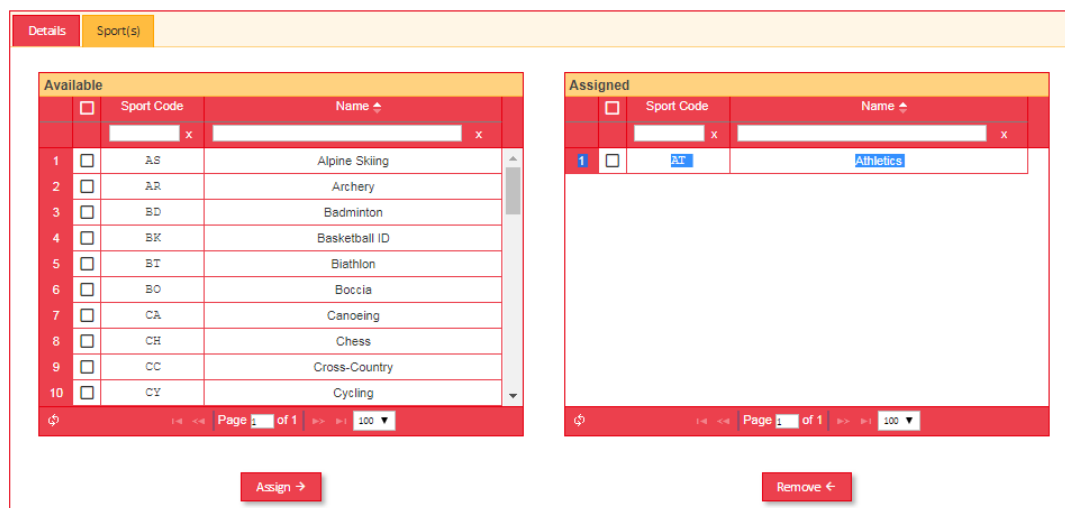 Details Sport(s)
Available
Sport Code Name
x x
1 AS Alpine Skiing
2 AR Archery
3 BD Badminton
4 BK Basketball ID
5 BT Biathlon
6 BO Boccia
7 CA Canoeing
8 CH Chess
9 CC Cross-Country
10 CY Cycling
Page 1 of 1 100
Assign →
Assigned
Sport Code Name
x x
1 AT Athletics
Page 1 of 1 100
Remove ←